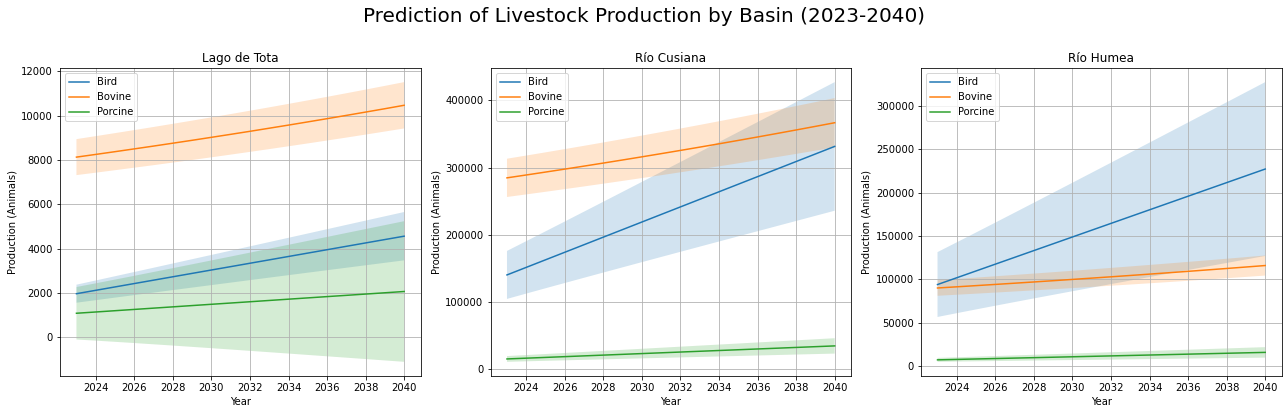 Prediction of Livestock Production by Basin (2023-2040)
Lago de Tota
Bird
Bovine
Porcine
12000
10000
8000
6000
4000
2000
0
Production (Animals)
2024 2026 2028 2030 2032 2034 2036 2038 2040
Year
Río Cusiana
Bird
Bovine
Porcine
400000
300000
200000
100000
0
Production (Animals)
2024 2026 2028 2030 2032 2034 2036 2038 2040
Year
Río Humea
Bird
Bovine
Porcine
300000
250000
200000
150000
100000
50000
0
Production (Animals)
2024 2026 2028 2030 2032 2034 2036 2038 2040
Year